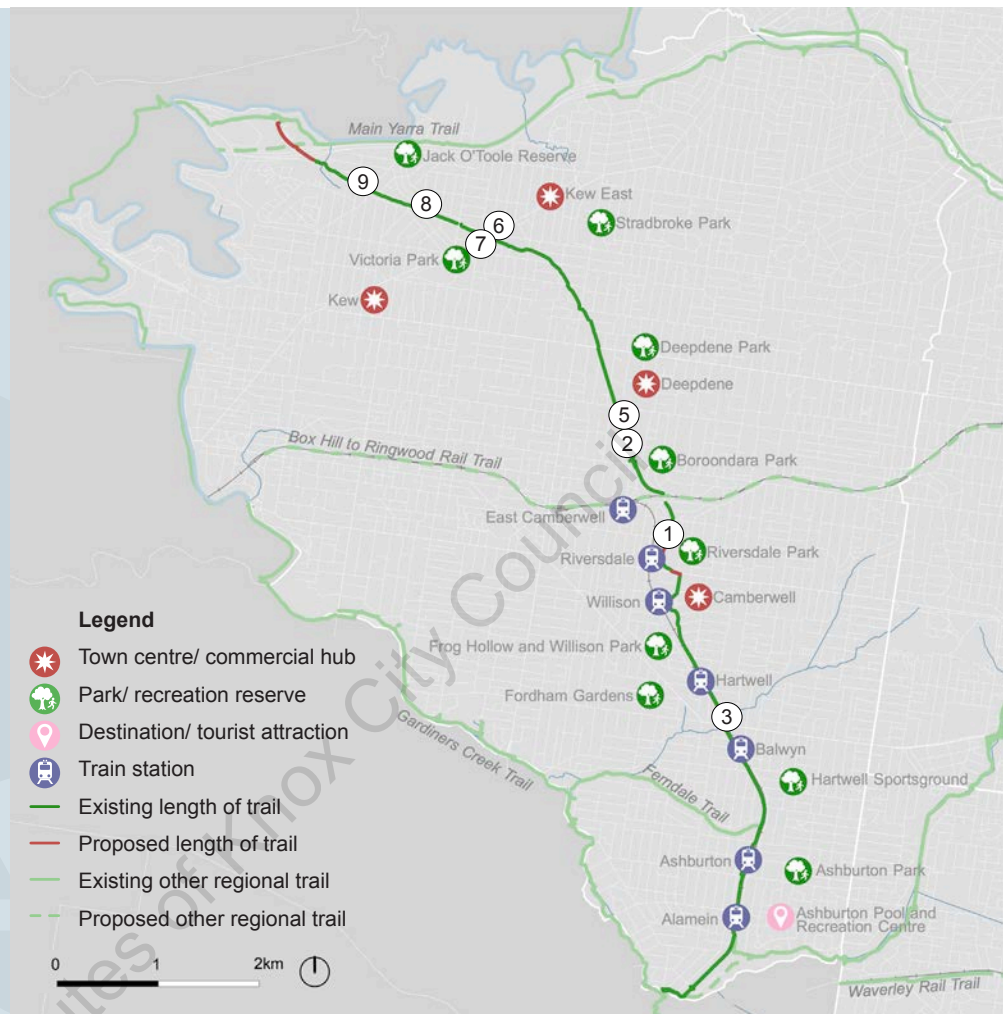 Main Yarra Trail
Jack O'Toole Reserve
9
Kew East
8
Stradbroke Park
6
7
Victoria Park
Kew
Deepdene Park
Deepdene
5
Box Hill to Ringwood Rail Trail
2
Boroondara Park
East Camberwell
1
Riversdale
Riversdale Park
Willison
Camberwell
Legend
Town centre/ commercial hub
Park/ recreation reserve
Destination/ tourist attraction
Train station
Existing length of trail
Proposed length of trail
Existing other regional trail
Proposed other regional trail
0 1 2km
Frog Hollow and Willison Park
Hartwell
Fordham Gardens
3
Gardiners Creek Trail
Balwyn
Hartwell Sportsground
Ferndale Trail
Ashburton
Ashburton Park
Alamein
Ashburton Pool and
Recreation Centre
Waverley Rail Trail
utes of Knox City Council